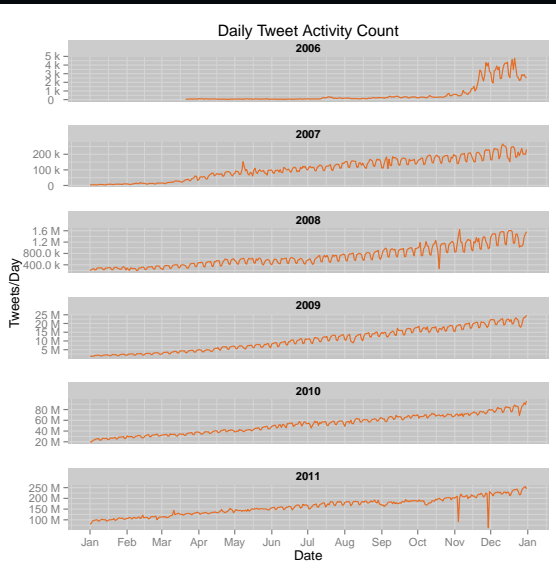 Daily Tweet Activity Count
2006
5 k
4 k
3 k
2 k
1 k
0
2007
200 k
100 k
0
2008
1.6 M
1.2 M
800.0 k
400.0 k
Tweets/Day
2009
25 M
20 M
15 M
10 M
5 M
2010
80 M
60 M
40 M
20 M
2011
250 M
200 M
150 M
100 M
Jan Feb Mar Apr May Jun Jul Aug Sep Oct Nov Dec Jan
Date